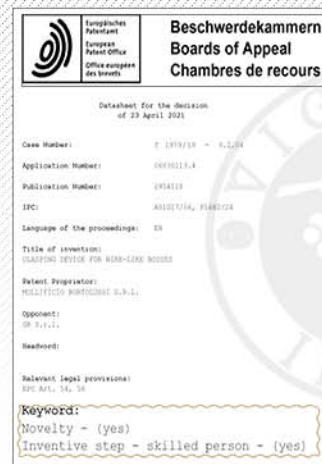 Europäisches
Patentamt
European
Patent Office
Office européen
des brevets
Beschwerdekammern
Boards of Appeal
Chambres de recours
Datasheet for the decision
of 23 April 2021
Case Number:
Application Number:
Publication Number:
IPC:
Language of the proceedings: EN
Title of invention:
CLASPING DEVICE FOR WIRE-LIKE BODIES
Patent Proprietor:
MOLLIFICIO BORTOLUSSI S.R.L.
Opponent:
Headword:
Relevant legal provisions:
EPC Art. 54, 56
Keyword:
Novelty - (yes)
Inventive step - skilled person - (yes)